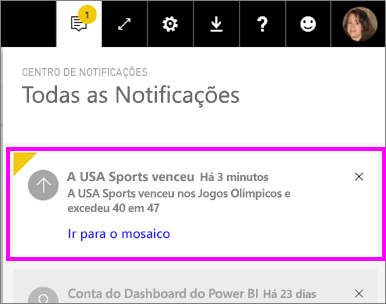 1
?
CENTRO DE NOTIFICAÇÕES
Todas as Notificações
A USA Sports venceu Há 3 minutos
A USA Sports venceu nos Jogos Olímpicos e
excedeu 40 em 47
Ir para o mosaico
Conta do Dashboard do Power BI Há 23 dias